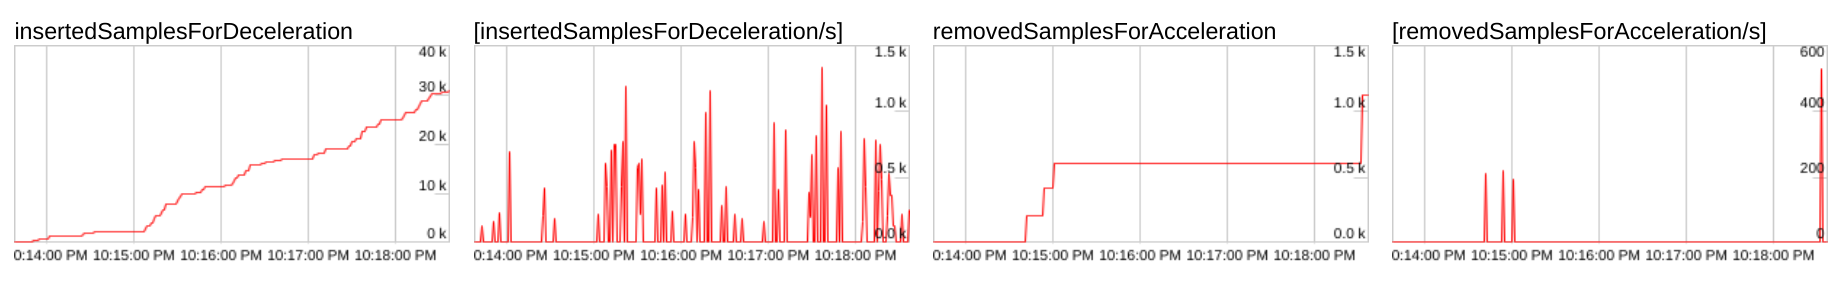 insertedSamplesForDeceleration
40 k
30 k
20 k
10 k
0 k
0:14:00 PM 10:15:00 PM 10:16:00 PM 10:17:00 PM 10:18:00 PM
[insertedSamplesForDeceleration/s]
1.5 k
1.0 k
0.5 k
0.0 k
0:14:00 PM 10:15:00 PM 10:16:00 PM 10:17:00 PM 10:18:00 PM
removedSamplesForAcceleration
1.5 k
1.0 k
0.5 k
0.0 k
0:14:00 PM 10:15:00 PM 10:16:00 PM 10:17:00 PM 10:18:00 PM
[removedSamplesForAcceleration/s]
600
400
200
0
0:14:00 PM 10:15:00 PM 10:16:00 PM 10:17:00 PM 10:18:00 PM